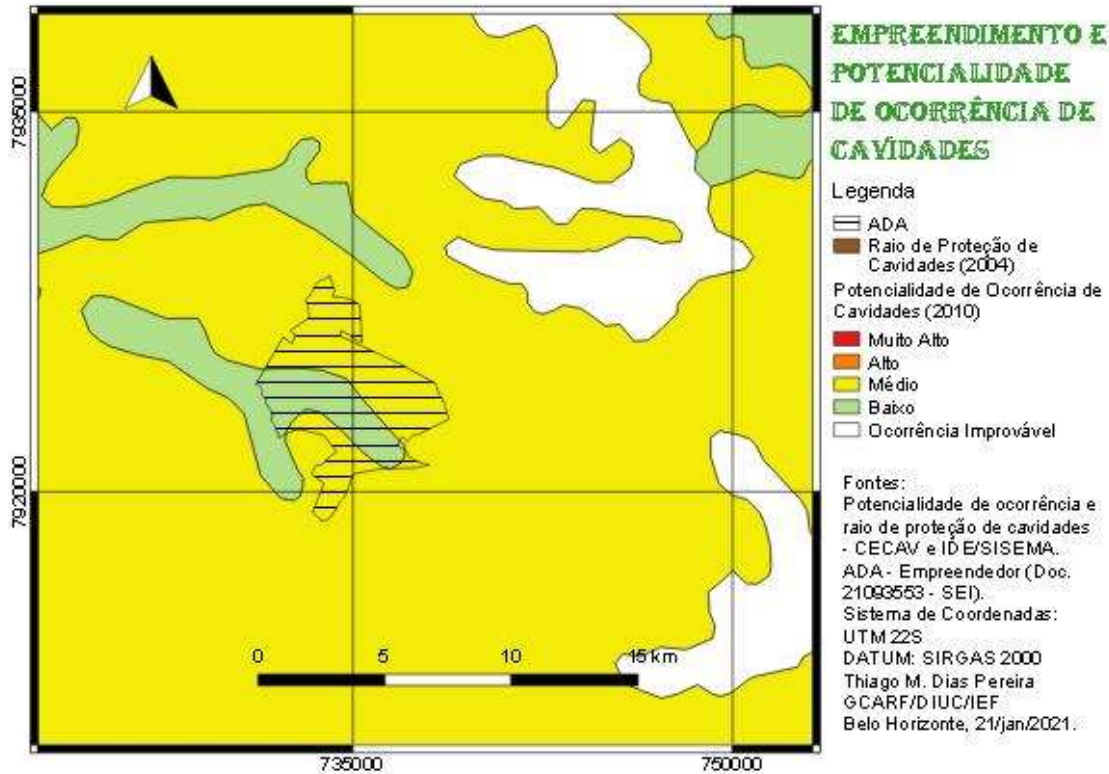 EMPREENDIMENTO E
POTENCIALIDADE
DE OCORRÊNCIA DE
CAVIDADES
Legenda
ADA
Raio de Proteção de
Cavidades (2004)
Potencialidade de Ocorrência de
Cavidades (2010)
Muito Alto
Alto
Médio
Baixo
Ocorrência Improvável
Fontes:
Potencialidade de ocorrência e
raio de proteção de cavidades
- CECAV e IDE/SISEMA.
ADA - Empreendedor (Doc.
21093553 - SEI).
Sistema de Coordenadas:
UTM 22S
DATUM: SIRGAS 2000
Thiago M. Dias Pereira
GCARF/DIUC/IEF
Belo Horizonte, 21/jan/2021.
7935000
7920000
0 5 10 15 km
735000 750000